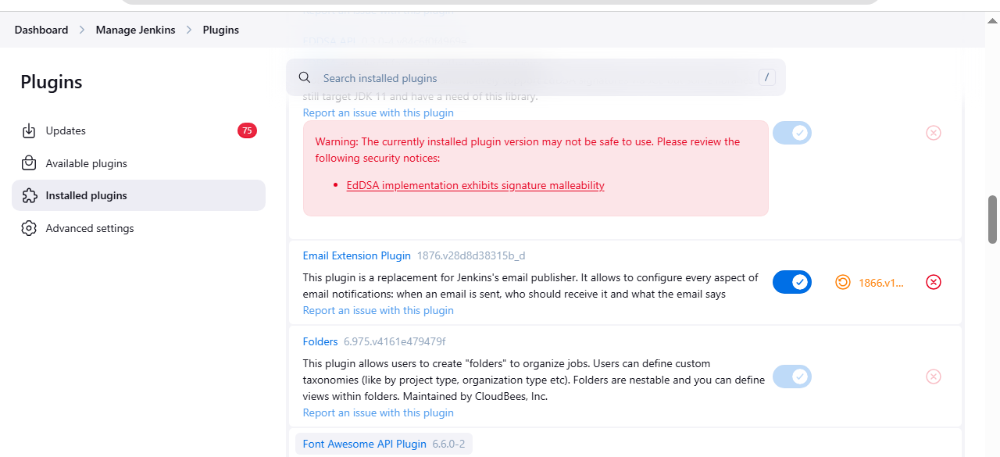 Dashboard > Manage Jenkins > Plugins
Plugins
Updates 75
Available plugins
Installed plugins
Advanced settings
Search installed plugins /
still target JDK 11 and have a need of this library.
Report an issue with this plugin
Warning: The currently installed plugin version may not be safe to use. Please review the
following security notices:
• EdDSA implementation exhibits signature malleability
Email Extension Plugin 1876.v28d8d38315b_d
This plugin is a replacement for Jenkins's email publisher. It allows to configure every aspect of
email notifications: when an email is sent, who should receive it and what the email says
Report an issue with this plugin
1866.v1...
Folders 6.975.v4161e479479f
This plugin allows users to create "folders" to organize jobs. Users can define custom
taxonomies (like by project type, organization type etc). Folders are nestable and you can define
views within folders. Maintained by CloudBees, Inc.
Report an issue with this plugin
Font Awesome API Plugin 6.6.0-2